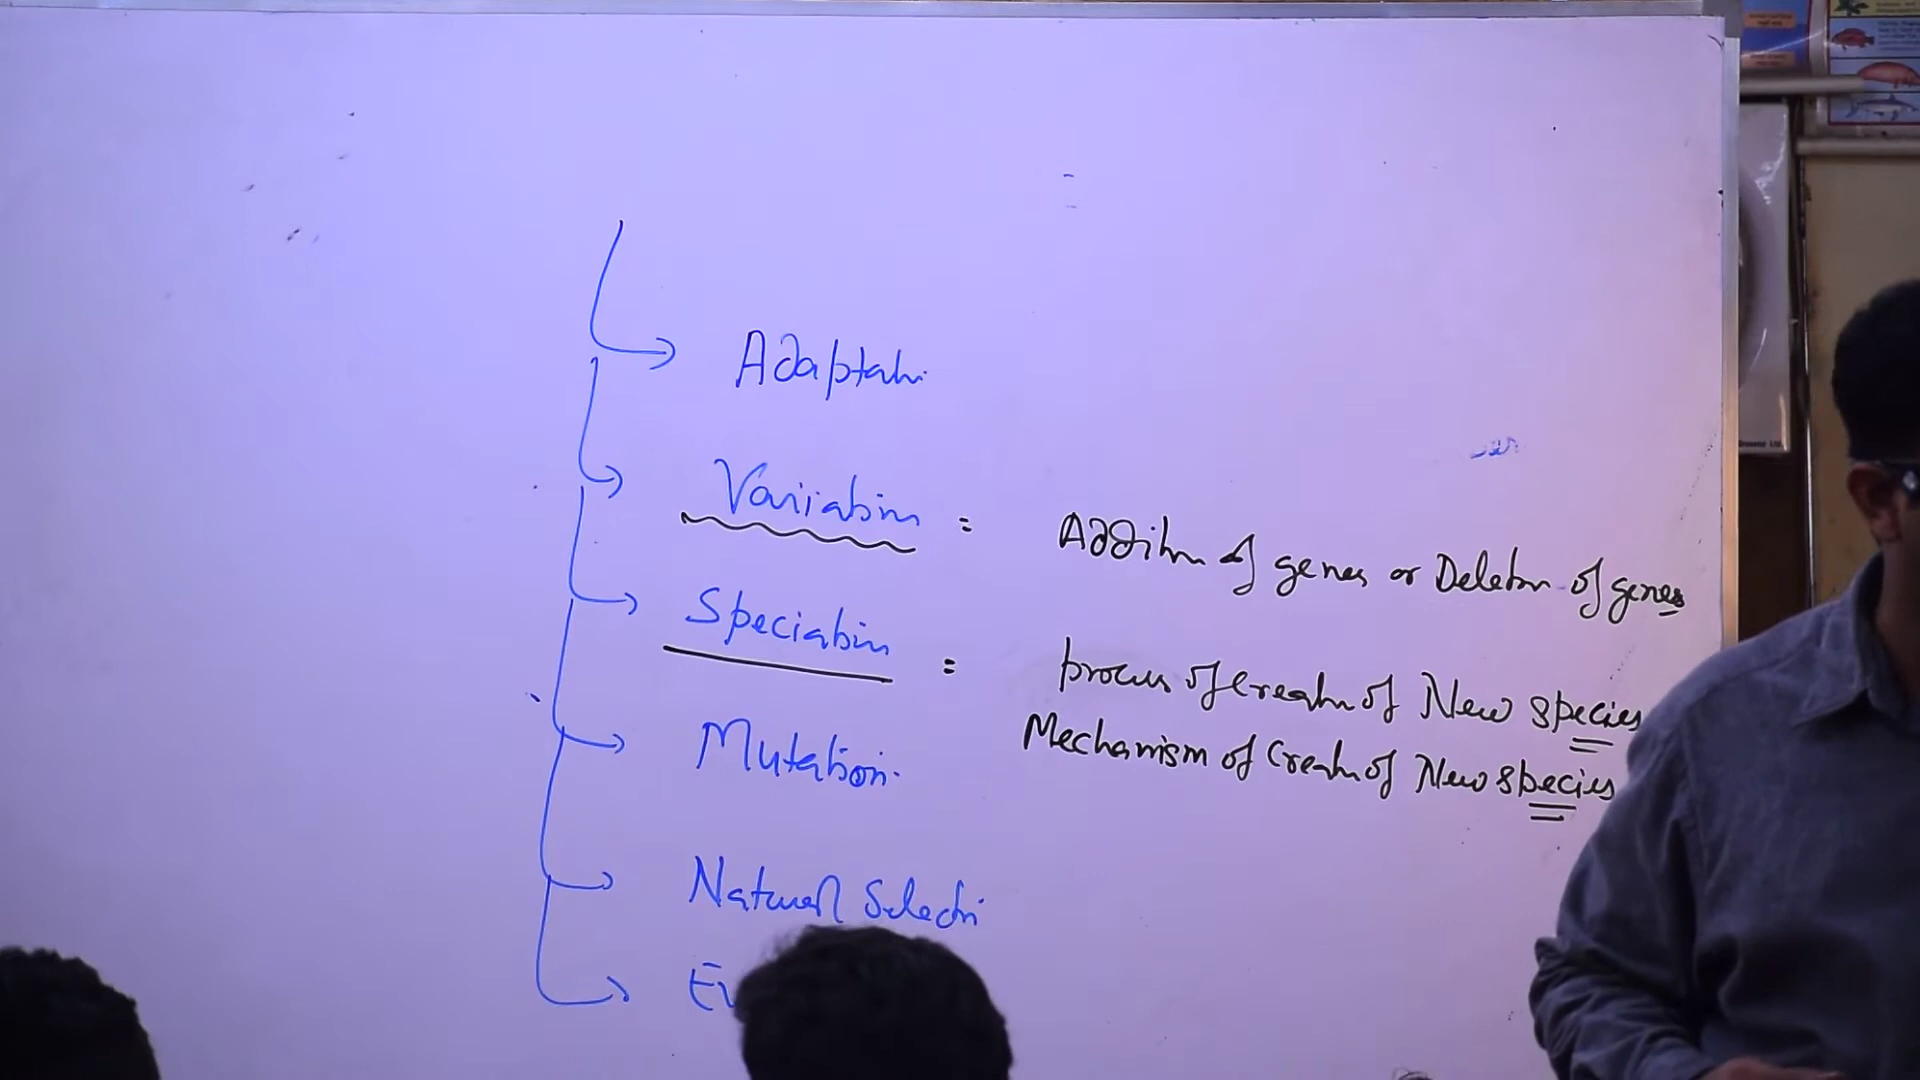 Adaptation
Variation = Addition of genes or Deletion of genes
Speciation = process of creation of New species
Mechanism of Creation of New species
Mutation.
Natural Selection
Ev